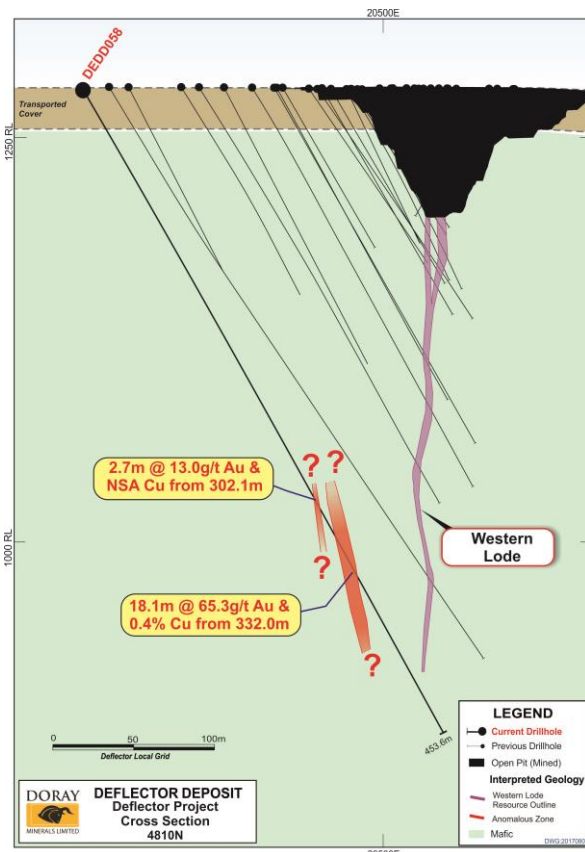 20500E
DEDD058
Transported
Cover
1250 RL
2.7m @ 13.0g/t Au &
NSA Cu from 302.1m
? ?
?
1000 RL
Western
Lode
18.1m @ 65.3g/t Au &
0.4% Cu from 332.0m
?
0 50 100m
Deflector Local Grid
453.6m
LEGEND
Current Drillhole
Previous Drillhole
Open Pit (Mined)
Interpreted Geology
Western Lode
Resource Outline
Anomalous Zone
Mafic
DORAY
MINERALS LIMITED
DEFLECTOR DEPOSIT
Deflector Project
Cross Section
4810N